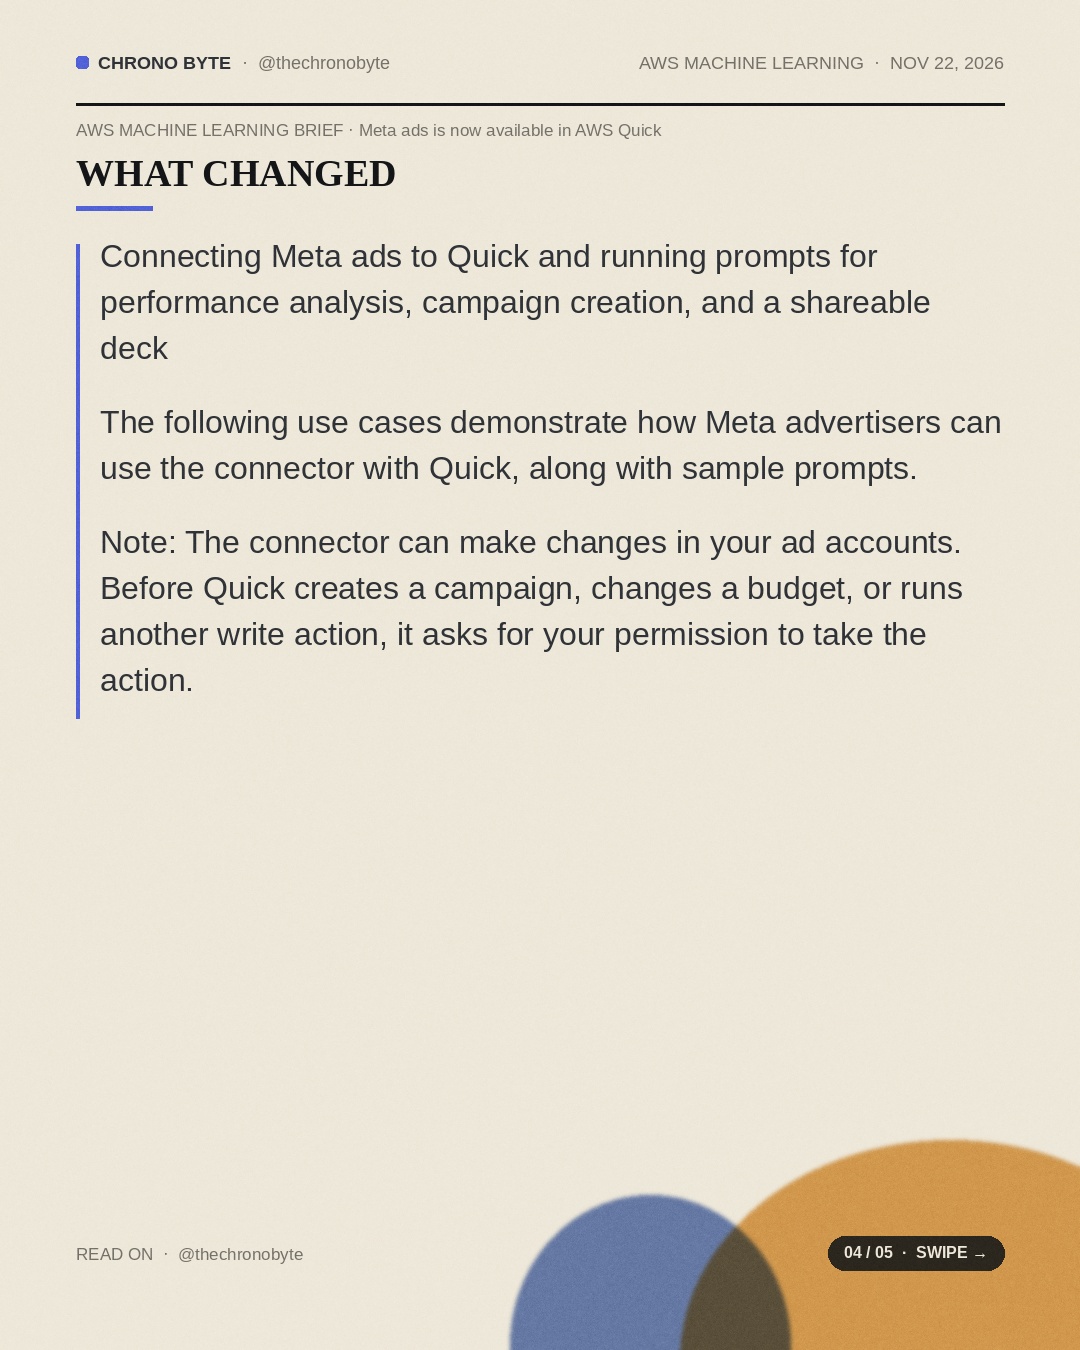 CHRONO BYTE · @thechronobyte
AWS MACHINE LEARNING · NOV 22, 2026
AWS MACHINE LEARNING BRIEF · Meta ads is now available in AWS Quick
WHAT CHANGED
Connecting Meta ads to Quick and running prompts for
performance analysis, campaign creation, and a shareable
deck
The following use cases demonstrate how Meta advertisers can
use the connector with Quick, along with sample prompts.
Note: The connector can make changes in your ad accounts.
Before Quick creates a campaign, changes a budget, or runs
another write action, it asks for your permission to take the
action.
READ ON · @thechronobyte
04 / 05 · SWIPE →